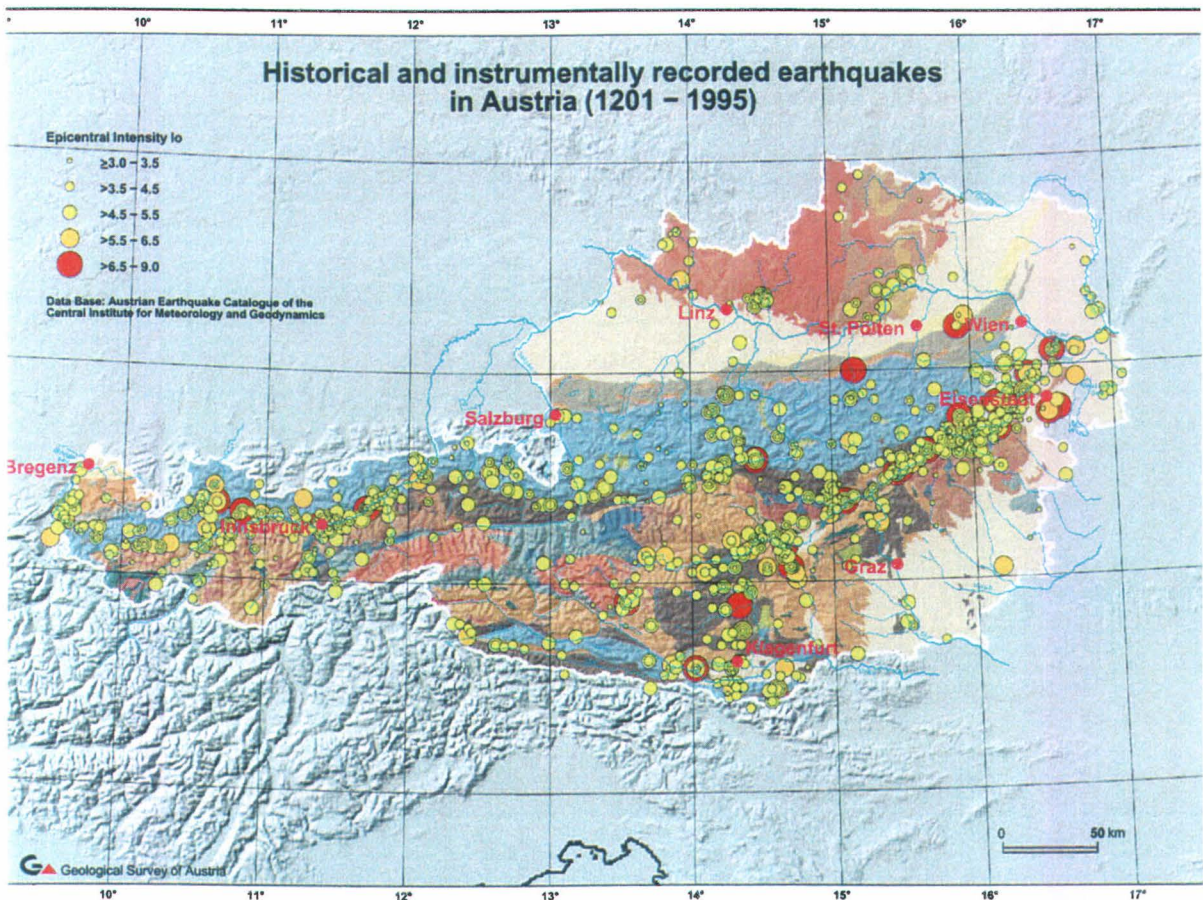 ° 10° 11° 12° 13° 14° 15° 16° 17°
Historical and instrumentally recorded earthquakes
in Austria (1201 – 1995)
Epicentral Intensity Io
≥3.0 – 3.5
>3.5 – 4.5
>4.5 – 5.5
>5.5 – 6.5
>6.5 – 9.0
Data Base: Austrian Earthquake Catalogue of the
Central Institute for Meteorology and Geodynamics
Linz
St. Pölten
Wien
Eisenstadt
Salzburg
Bregenz
Innsbruck
Graz
Klagenfurt
0 50 km
GA Geological Survey of Austria
10° 11° 12° 13° 14° 15° 16° 17°